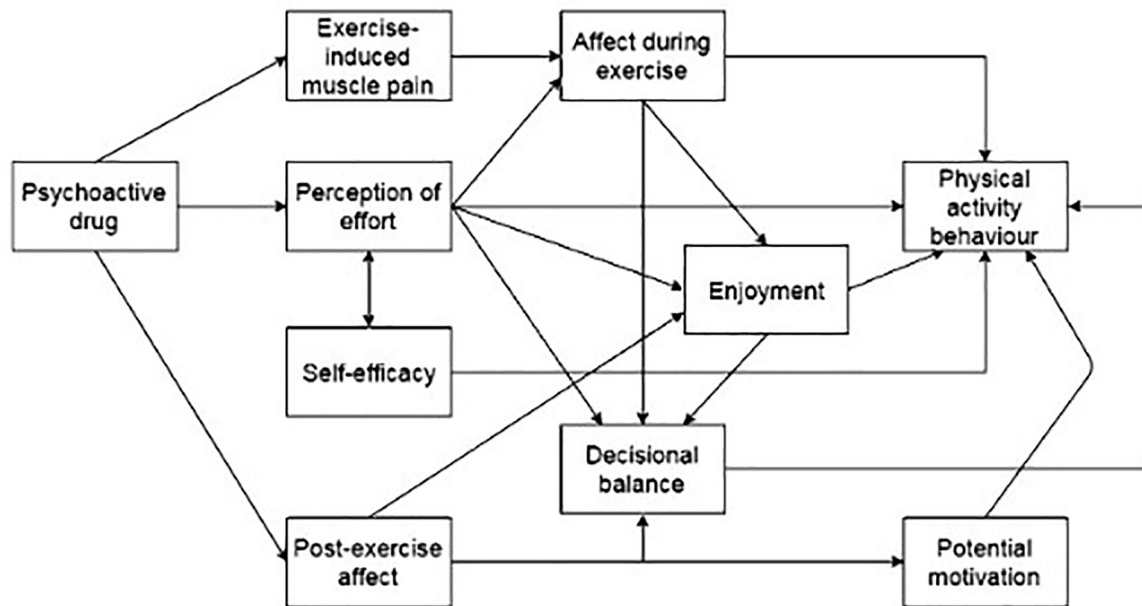 Exercise-
induced
muscle pain
Affect during
exercise
Psychoactive
drug
Perception of
effort
Physical
activity
behaviour
Enjoyment
Self-efficacy
Decisional
balance
Post-exercise
affect
Potential
motivation